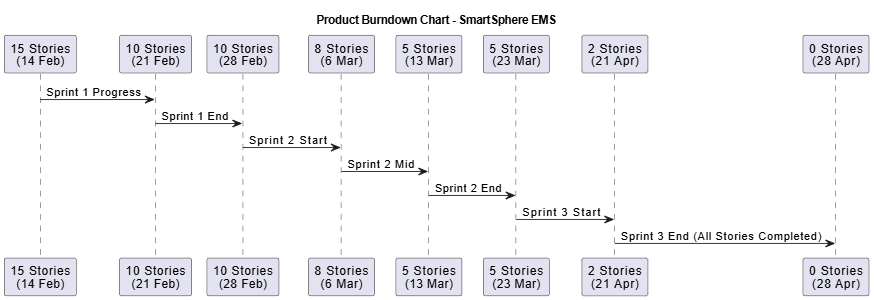 Product Burndown Chart - SmartSphere EMS
15 Stories
(14 Feb)
10 Stories
(21 Feb)
10 Stories
(28 Feb)
8 Stories
(6 Mar)
5 Stories
(13 Mar)
5 Stories
(23 Mar)
2 Stories
(21 Apr)
0 Stories
(28 Apr)
Sprint 1 Progress
Sprint 1 End
Sprint 2 Start
Sprint 2 Mid
Sprint 2 End
Sprint 3 Start
Sprint 3 End (All Stories Completed)
15 Stories
(14 Feb)
10 Stories
(21 Feb)
10 Stories
(28 Feb)
8 Stories
(6 Mar)
5 Stories
(13 Mar)
5 Stories
(23 Mar)
2 Stories
(21 Apr)
0 Stories
(28 Apr)